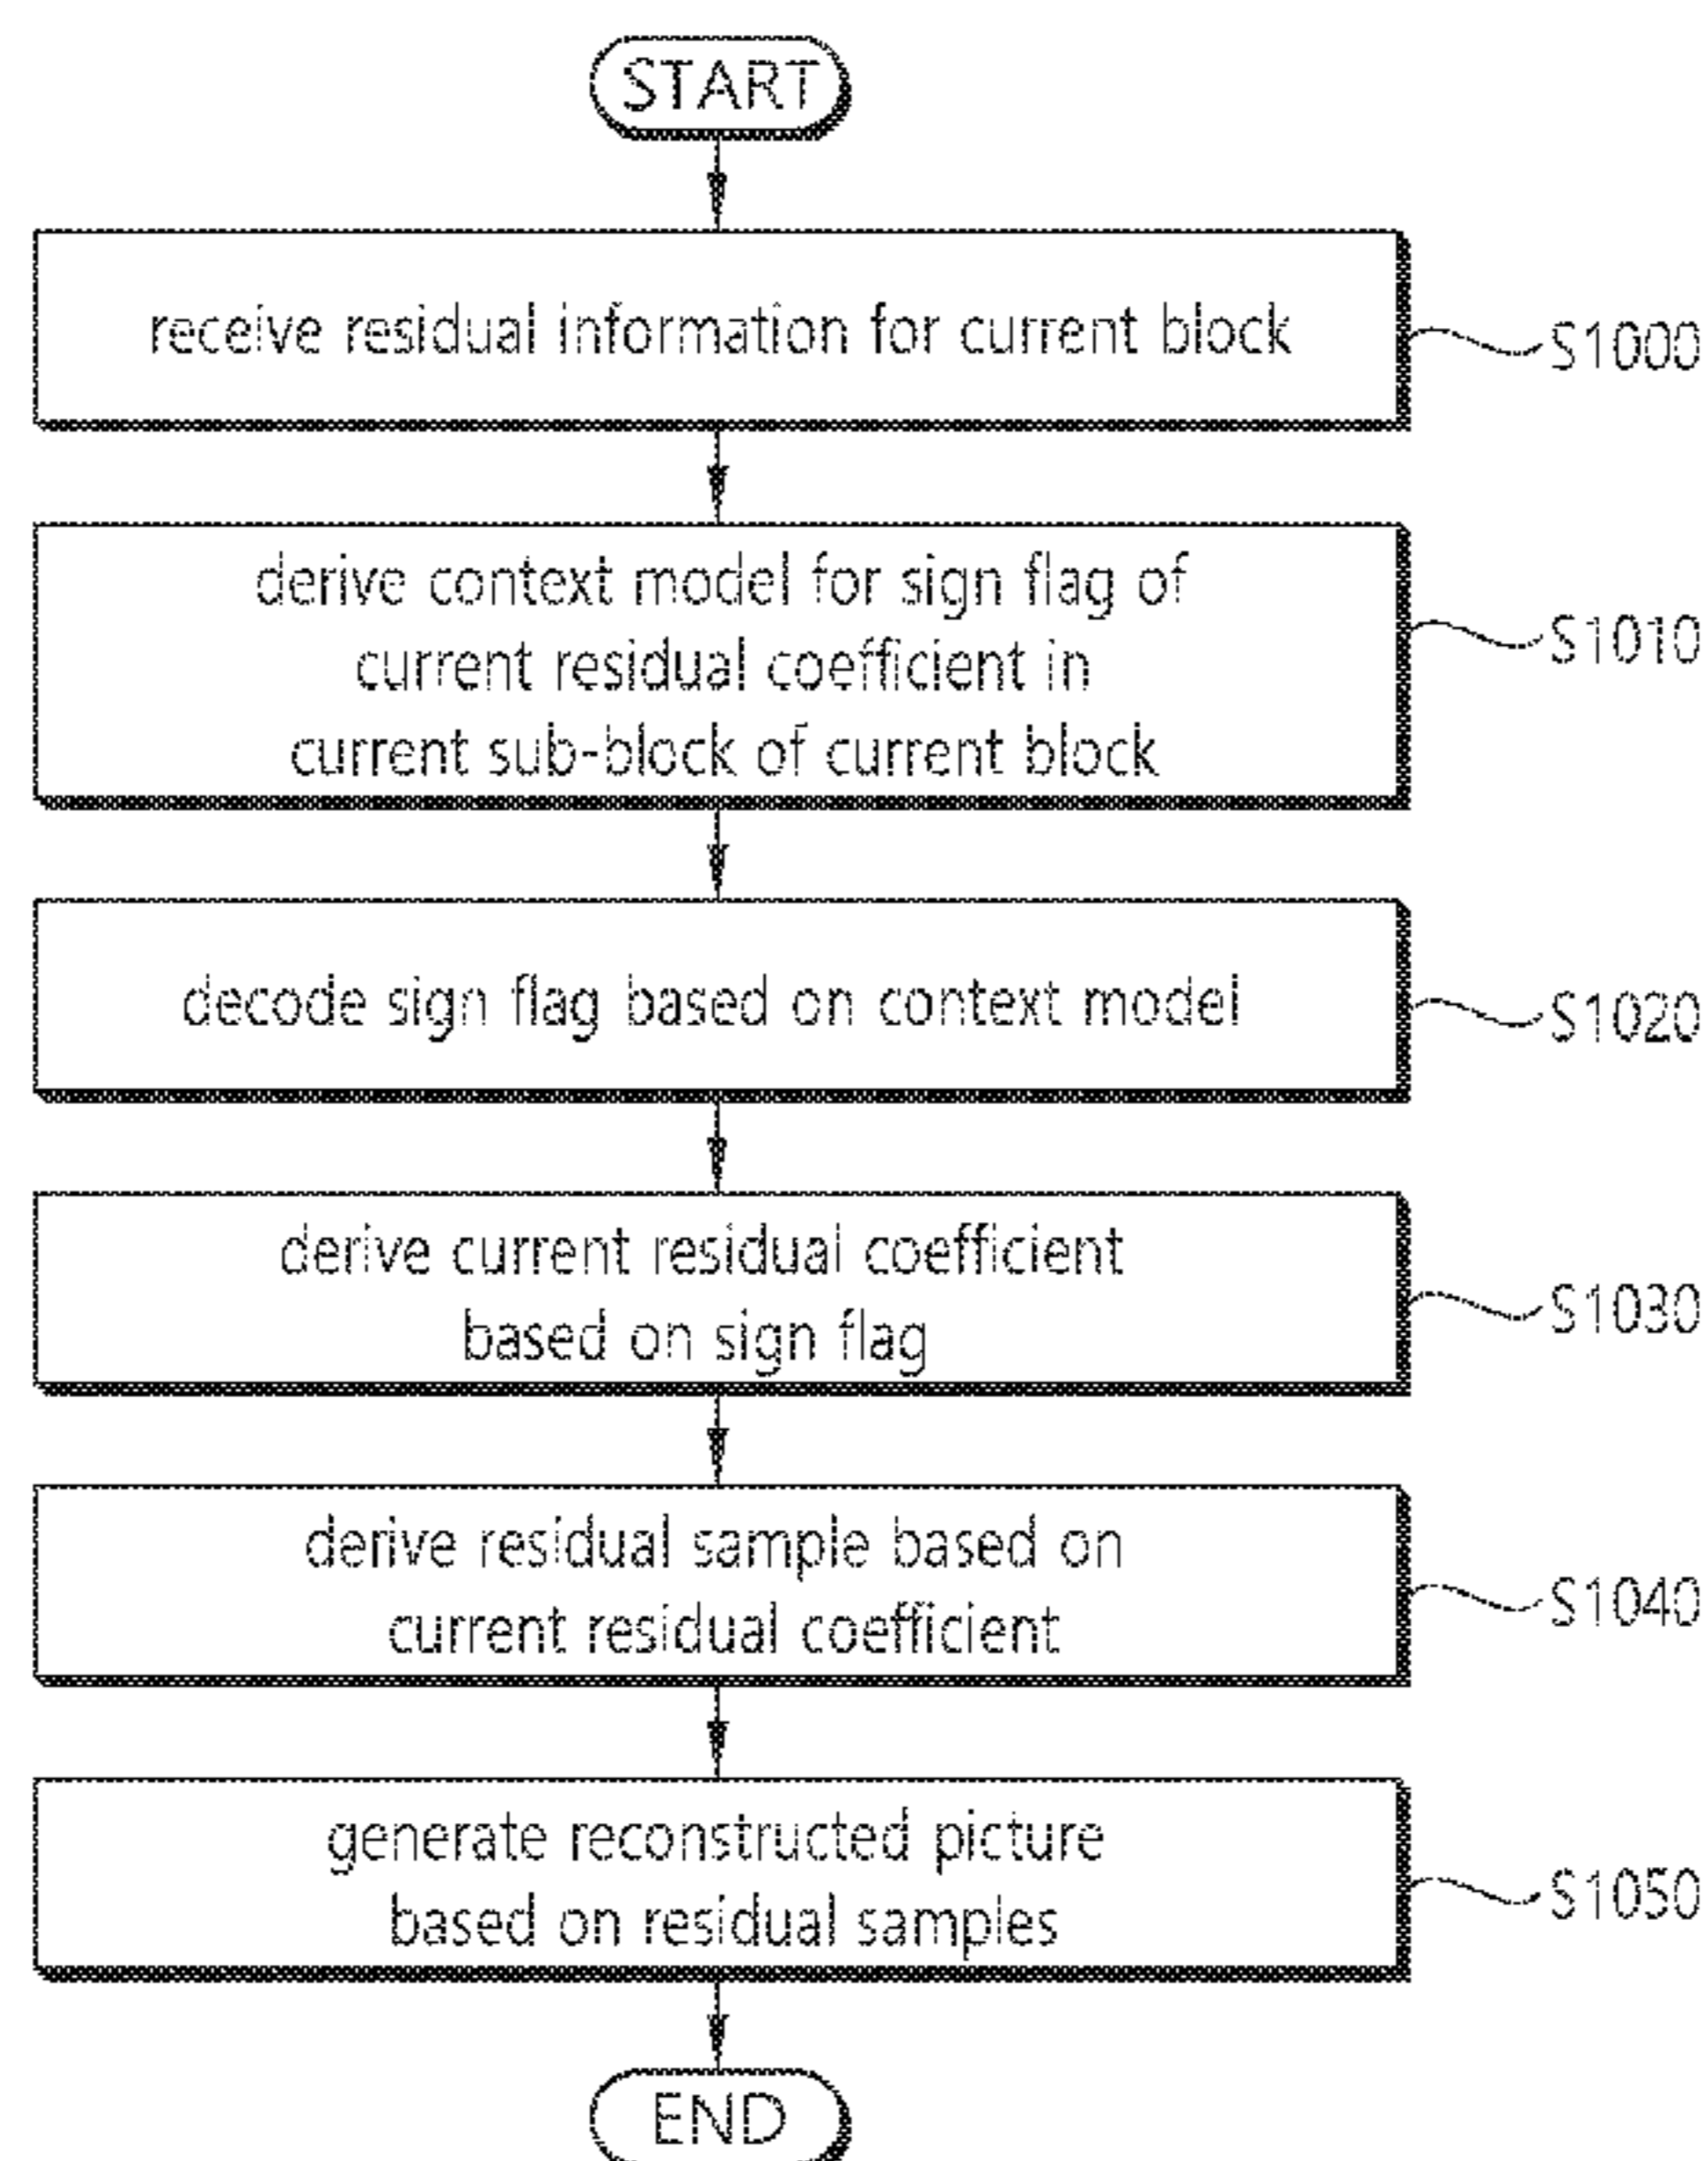 START
receive residual information for current block
S1000
derive context model for sign flag of
current residual coefficient in
current sub-block of current block
S1010
decode sign flag based on context model
S1020
derive current residual coefficient
based on sign flag
S1030
derive residual sample based on
current residual coefficient
S1040
generate reconstructed picture
based on residual samples
S1050
END